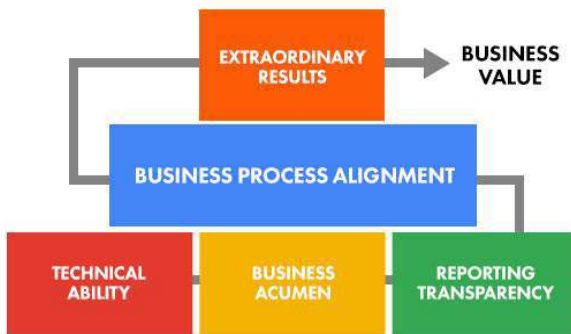 EXTRAORDINARY
RESULTS
BUSINESS
VALUE
BUSINESS PROCESS ALIGNMENT
TECHNICAL
ABILITY
BUSINESS
ACUMEN
REPORTING
TRANSPARENCY